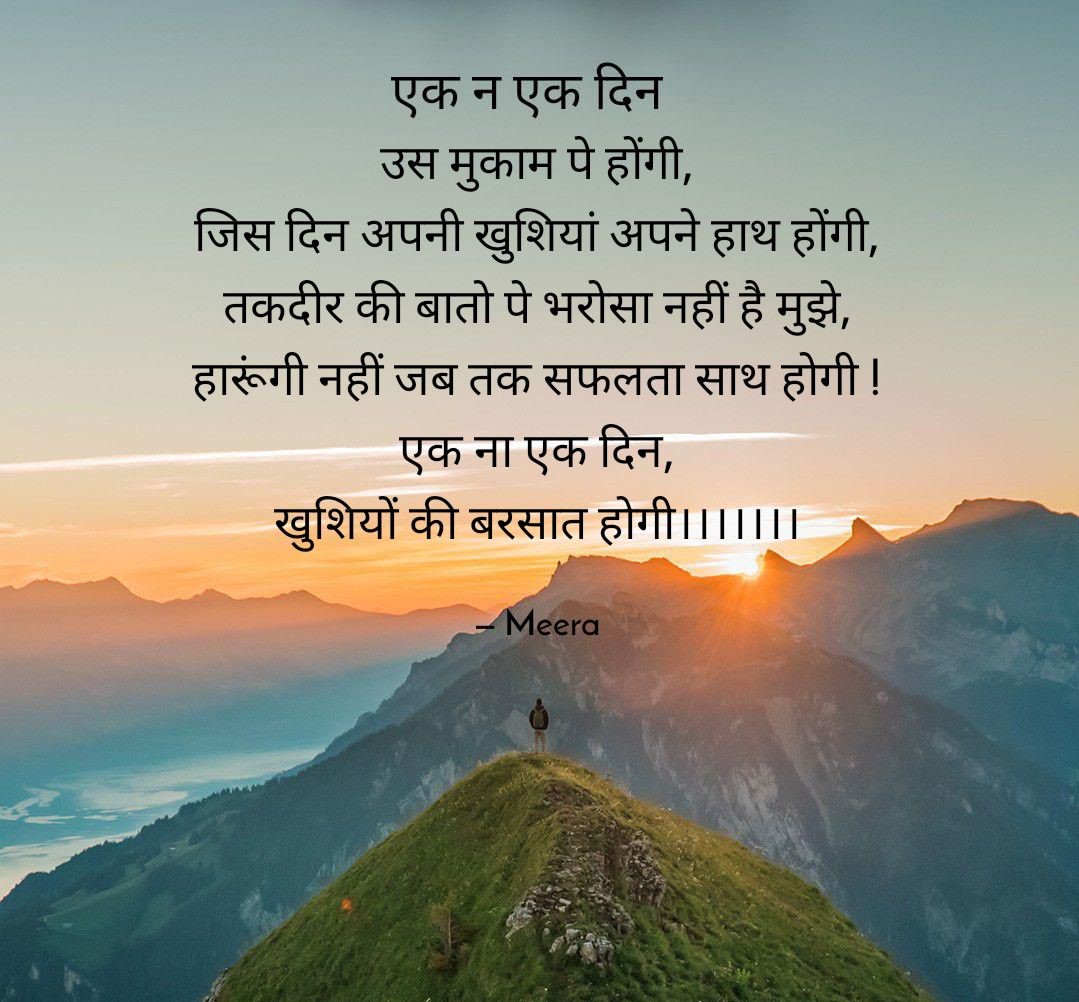 एक न एक दिन
उस मुकाम पे होंगी,
जिस दिन अपनी खुशियां अपने हाथ होंगी,
तकदीर की बातो पे भरोसा नहीं है मुझे,
हारूंगी नहीं जब तक सफलता साथ होगी !
एक ना एक दिन,
खुशियों की बरसात होगी।।।।।।।।
– Meera